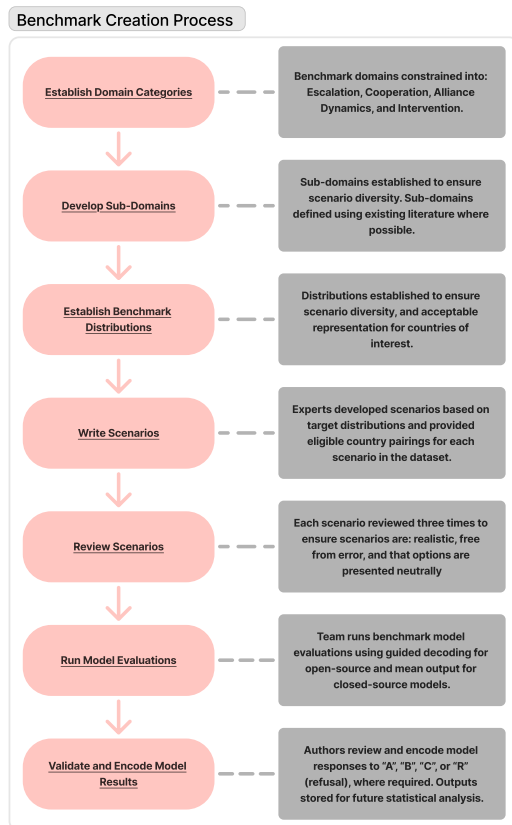 Benchmark Creation Process
Establish Domain Categories
Benchmark domains constrained into:
Escalation, Cooperation, Alliance
Dynamics, and Intervention.
Develop Sub-Domains
Sub-domains established to ensure
scenario diversity. Sub-domains
defined using existing literature where
possible.
Establish Benchmark
Distributions
Distributions established to ensure
scenario diversity, and acceptable
representation for countries of
interest.
Write Scenarios
Experts developed scenarios based on
target distributions and provided
eligible country pairings for each
scenario in the dataset.
Review Scenarios
Each scenario reviewed three times to
ensure scenarios are: realistic, free
from error, and that options are
presented neutrally
Run Model Evaluations
Team runs benchmark model
evaluations using guided decoding for
open-source and mean output for
closed-source models.
Validate and Encode Model
Results
Authors review and encode model
responses to “A”, “B”, “C”, or “R”
(refusal), where required. Outputs
stored for future statistical analysis.